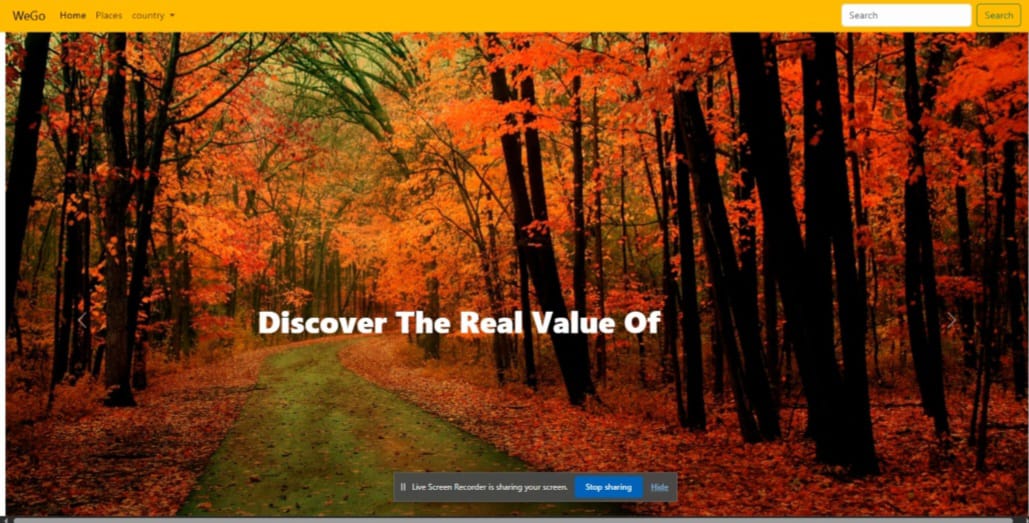 WeGo Home Places country Search Search
Discover The Real Value Of
Live Screen Recorder is sharing your screen. Stop sharing Hide